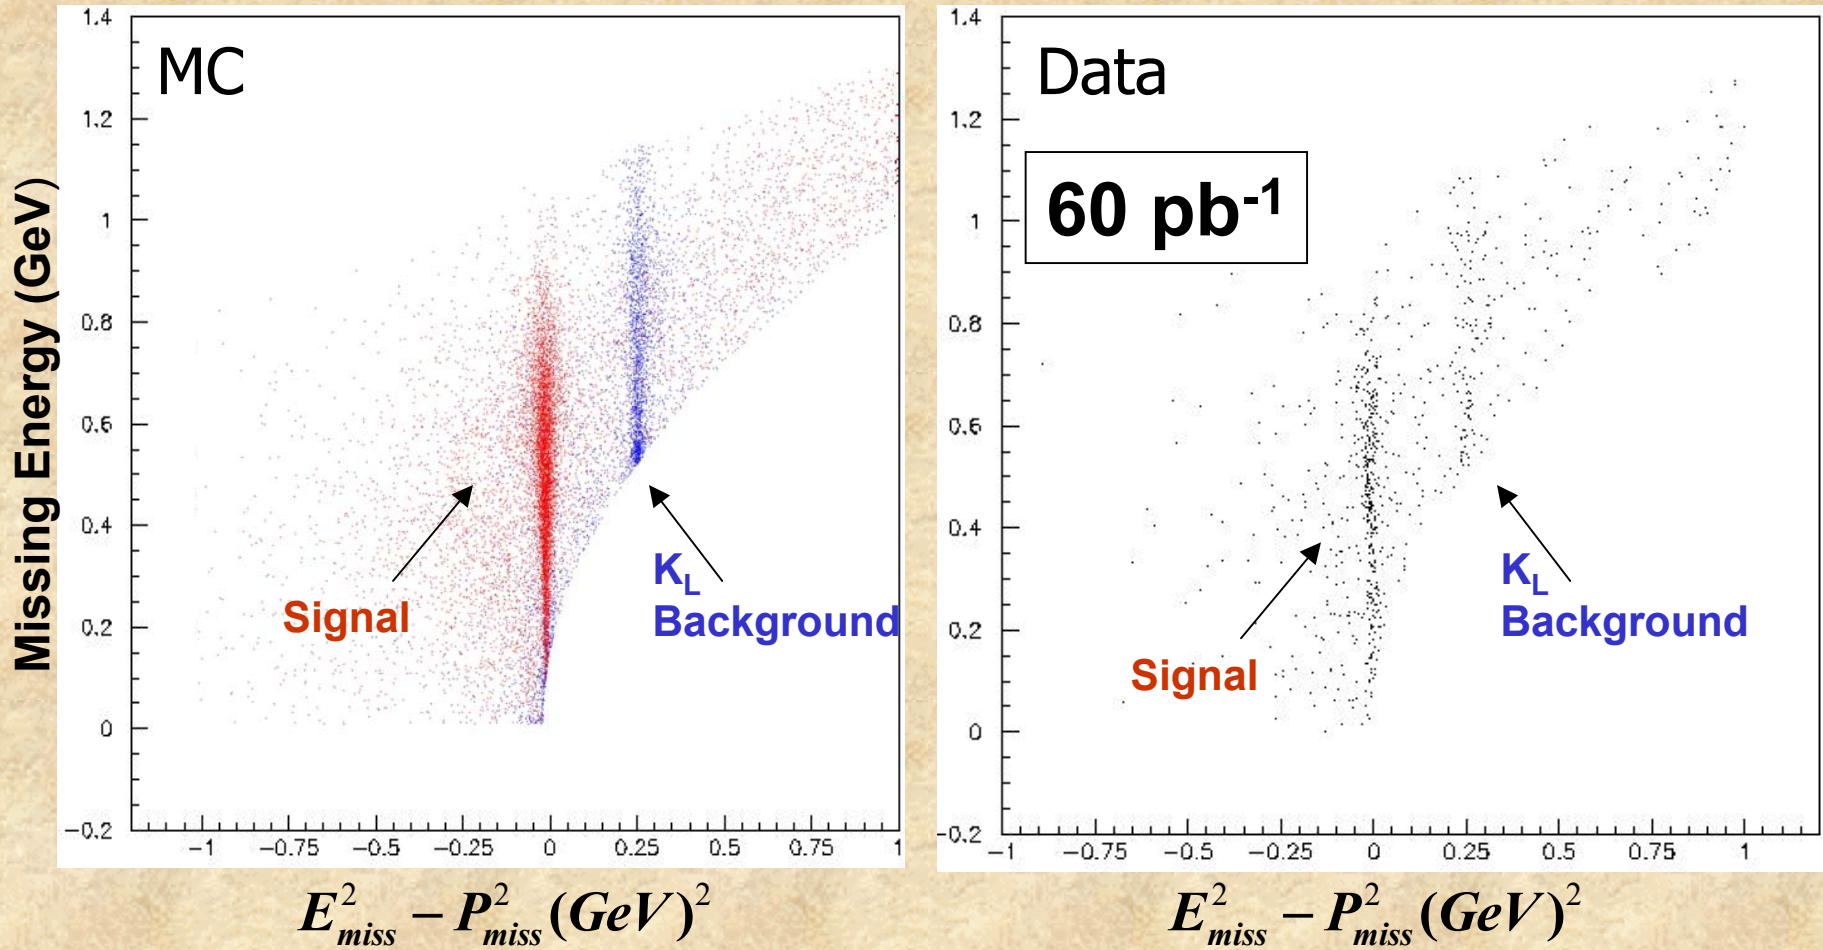 MC
Missing Energy (GeV)
1.4
1.2
1
0.8
0.6
0.4
0.2
0
−0.2
−1 −0.75 −0.5 −0.25 0 0.25 0.5 0.75
Signal
K_L
Background
E²_miss − P²_miss (GeV)²
Data
60 pb⁻¹
1.4
1.2
1
0.8
0.6
0.4
0.2
0
−0.2
−1 −0.75 −0.5 −0.25 0 0.25 0.5 0.75 1
Signal
K_L
Background
E²_miss − P²_miss (GeV)²